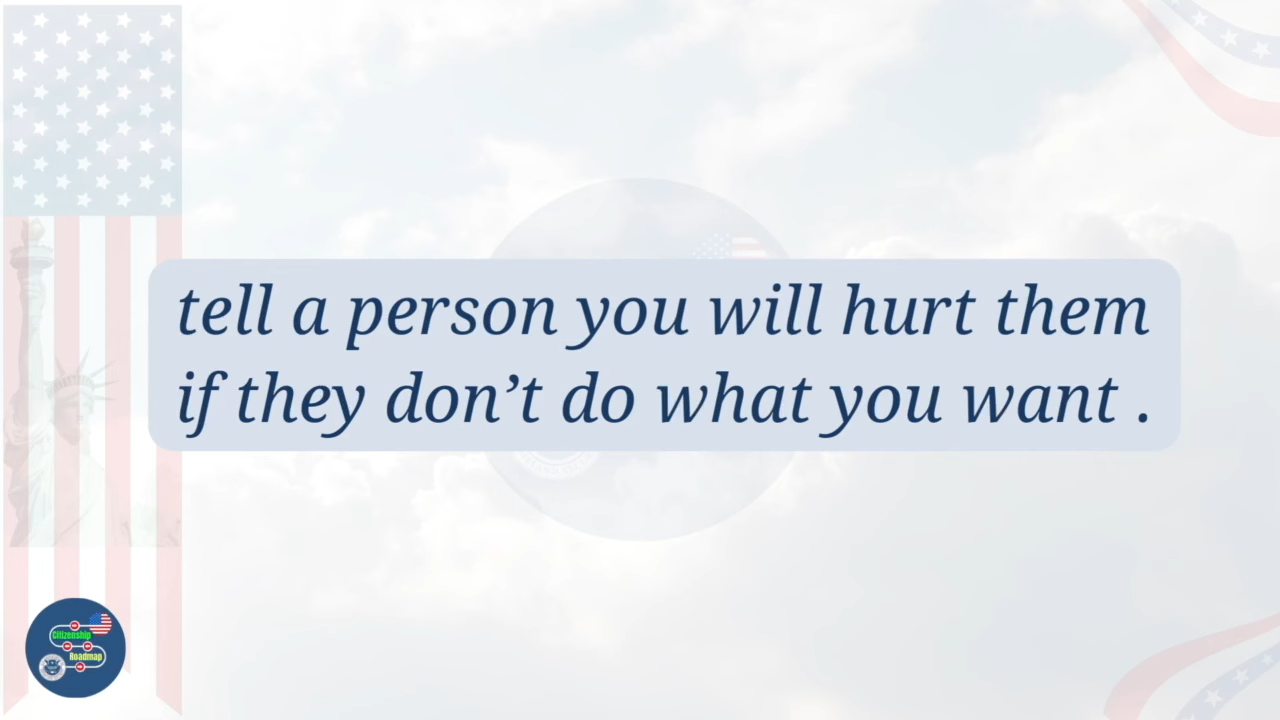 tell a person you will hurt them
if they don’t do what you want .
Citizenship
Roadmap